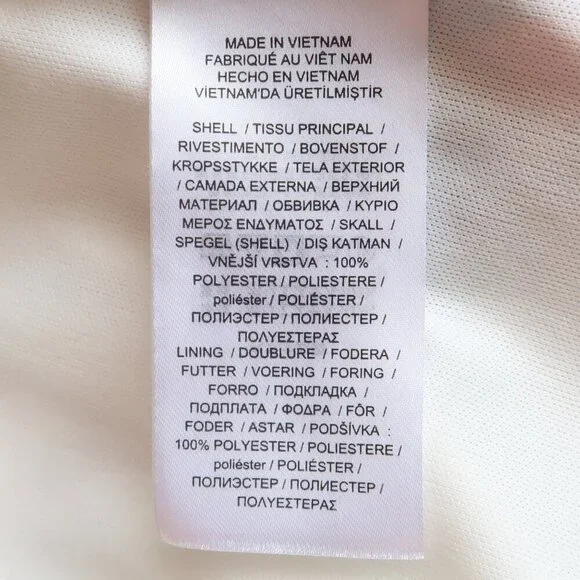 MADE IN VIETNAM
FABRIQUÉ AU VIÊT NAM
HECHO EN VIETNAM
VİETNAM'DA ÜRETİLMİŞTİR
SHELL / TISSU PRINCIPAL /
RIVESTIMENTO / BOVENSTOF /
KROPSSTYKKE / TELA EXTERIOR
/ CAMADA EXTERNA / ВЕРХНИЙ
МАТЕРИАЛ / ОБВИВКА / ΚΥΡΙΟ
ΜΕΡΟΣ ΕΝΔΥΜΑΤΟΣ / SKALL /
SPEGEL (SHELL) / DIŞ KATMAN /
VNĚJŠÍ VRSTVA : 100%
POLYESTER / POLIESTERE /
poliéster / POLIÉSTER /
ПОЛИЭСТЕР / ПОЛИЕСТЕР /
ΠΟΛΥΕΣΤΕΡΑΣ
LINING / DOUBLURE / FODERA /
FUTTER / VOERING / FORING /
FORRO / ПОДКЛАДКА /
ПОДПЛАТА / ΦΟΔΡΑ / FÔR /
FODER / ASTAR / PODŠÍVKA :
100% POLYESTER / POLIESTERE /
poliéster / POLIÉSTER /
ПОЛИЭСТЕР / ПОЛИЕСТЕР /
ΠΟΛΥΕΣΤΕΡΑΣ